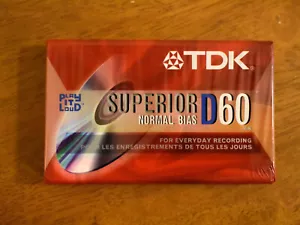 TDK
PLAY
IT
LOUD
SUPERIOR D60
NORMAL BIAS
FOR EVERYDAY RECORDING
POUR LES ENREGISTREMENTS DE TOUS LES JOURS